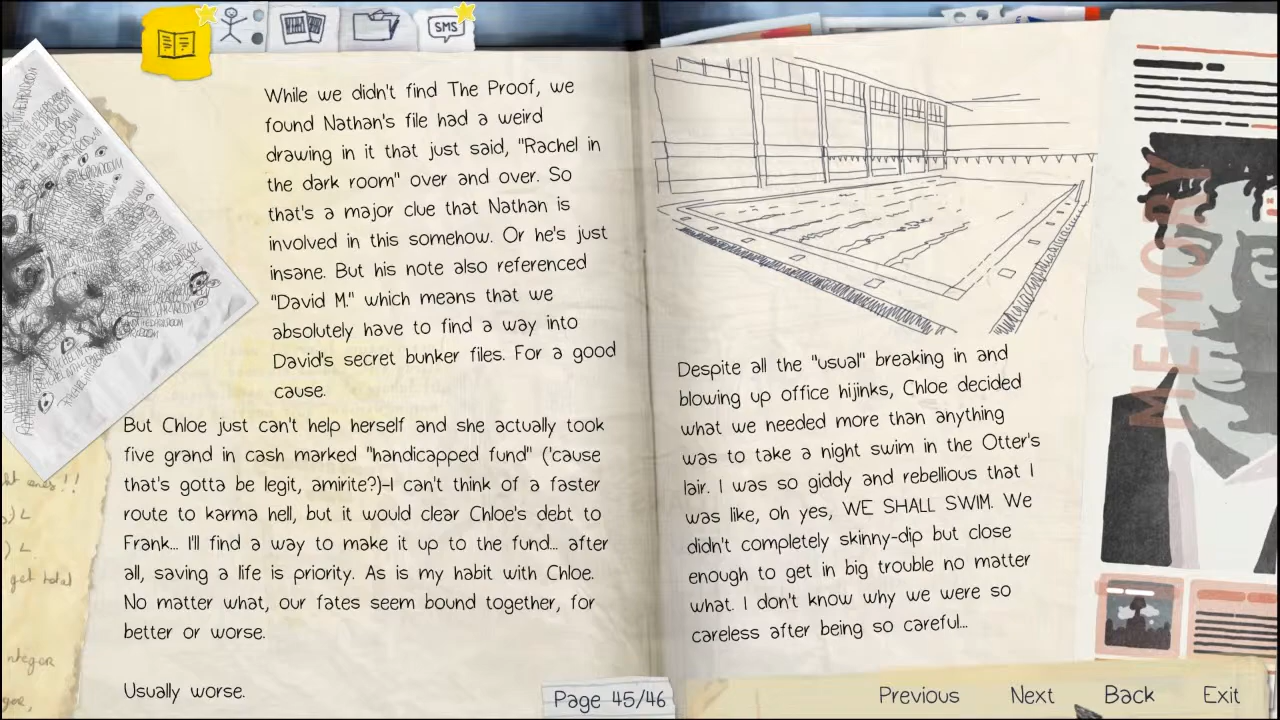 SMS
While we didn't find The Proof, we
found Nathan's file had a weird
drawing in it that just said, "Rachel in
the dark room" over and over. So
that's a major clue that Nathan is
involved in this somehow. Or he's just
insane. But his note also referenced
"David M." which means that we
absolutely have to find a way into
David's secret bunker files. For a good
cause.
But Chloe just can't help herself and she actually took
five grand in cash marked "handicapped fund" ('cause
that's gotta be legit, amirite?)-I can't think of a faster
route to karma hell, but it would clear Chloe's debt to
Frank... I'll find a way to make it up to the fund... after
all, saving a life is priority. As is my habit with Chloe.
No matter what, our fates seem bound together, for
better or worse.
Usually worse.
Despite all the "usual" breaking in and
blowing up office hijinks, Chloe decided
what we needed more than anything
was to take a night swim in the Otter's
lair. I was so giddy and rebellious that I
was like, oh yes, WE SHALL SWIM. We
didn't completely skinny-dip but close
enough to get in big trouble no matter
what. I don't know why we were so
careless after being so careful...
MEMORY
get hotel
Page 45/46
Previous Next Back Exit